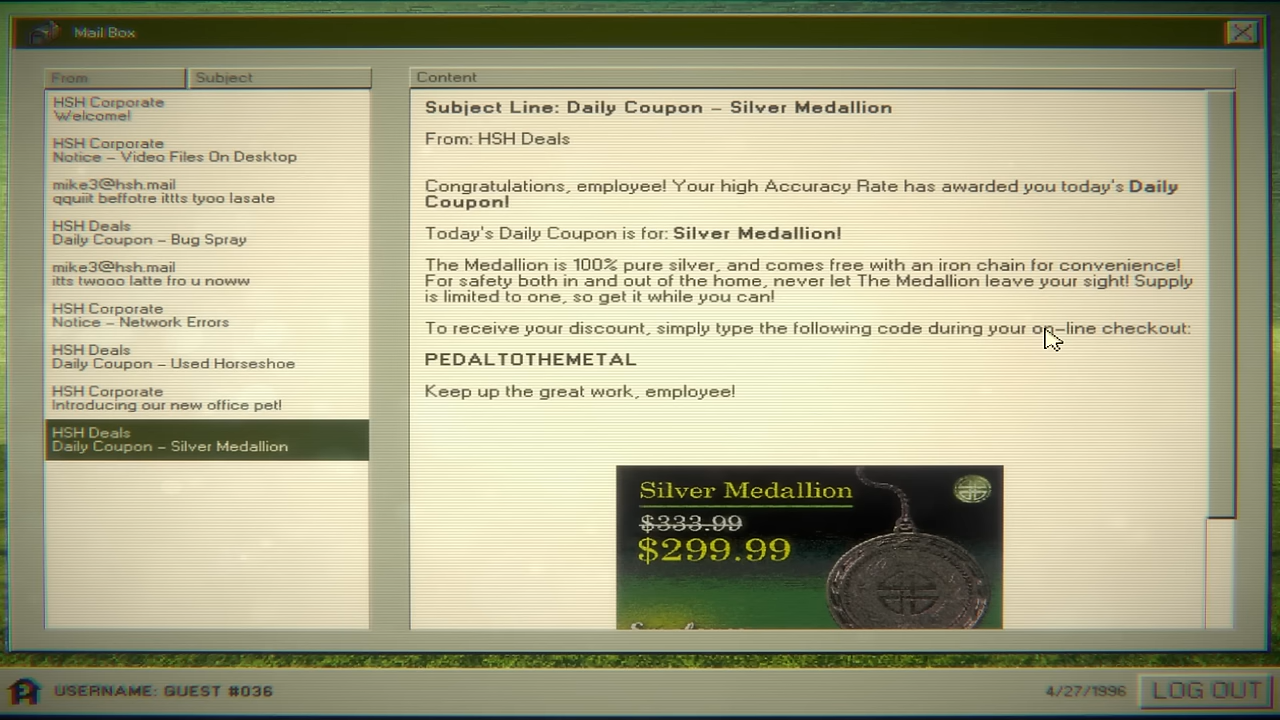 Mail Box
From
Subject
Content
HSH Corporate
Welcome!
HSH Corporate
Notice – Video Files On Desktop
mike3@hsh.mail
qquiit beffotre ittts tyoo lasate
HSH Deals
Daily Coupon – Bug Spray
mike3@hsh.mail
itts twooo latte fro u noww
HSH Corporate
Notice – Network Errors
HSH Deals
Daily Coupon – Used Horseshoe
HSH Corporate
Introducing our new office pet!
HSH Deals
Daily Coupon – Silver Medallion
Subject Line: Daily Coupon – Silver Medallion
From: HSH Deals
Congratulations, employee! Your high Accuracy Rate has awarded you today's Daily
Coupon!
Today's Daily Coupon is for: Silver Medallion!
The Medallion is 100% pure silver, and comes free with an iron chain for convenience!
For safety both in and out of the home, never let The Medallion leave your sight! Supply
is limited to one, so get it while you can!
To receive your discount, simply type the following code during your on-line checkout:
PEDALTOTHEMETAL
Keep up the great work, employee!
Silver Medallion
$333.99
$299.99
USERNAME: GUEST #036
4/27/1996
LOG OUT